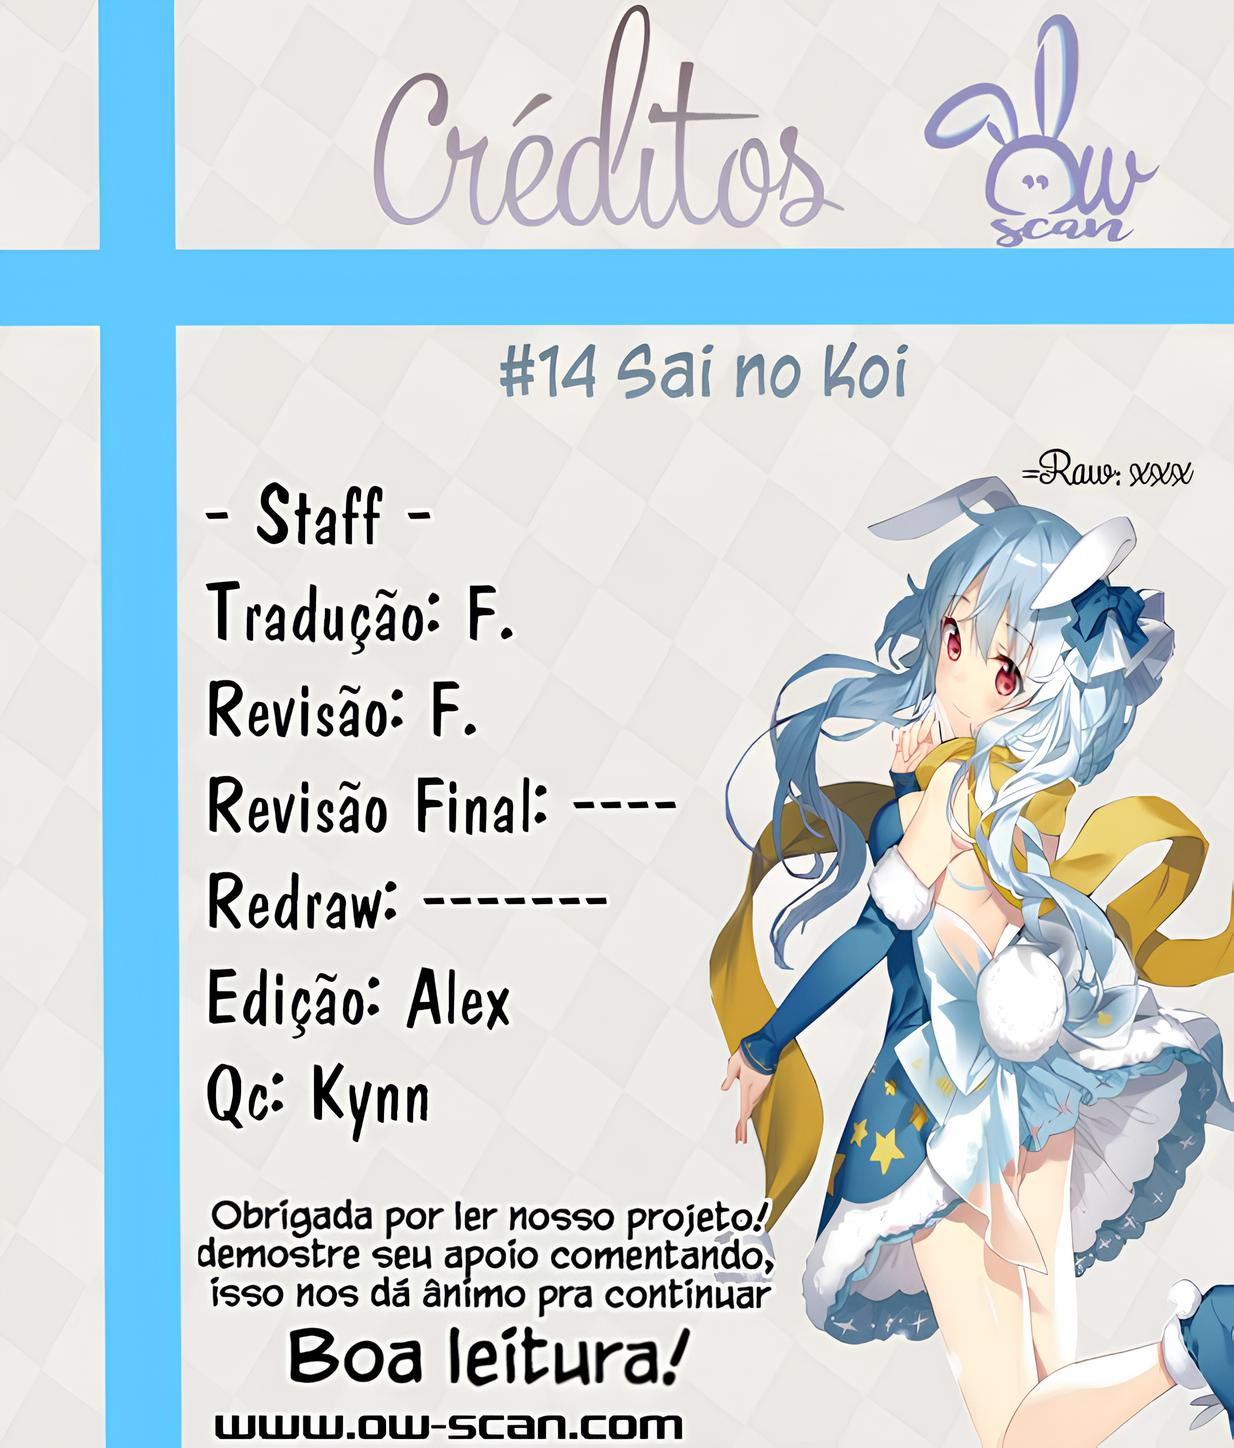 Créditos
Ow
scan
#14 Sai no Koi
=Raw: xxx
- Staff -
Tradução: F.
Revisão: F.
Revisão Final: ----
Redraw: -------
Edição: Alex
Qc: Kynn
Obrigada por ler nosso projeto!
demostre seu apoio comentando,
isso nos dá ânimo pra continuar
Boa leitura!
www.ow-scan.com